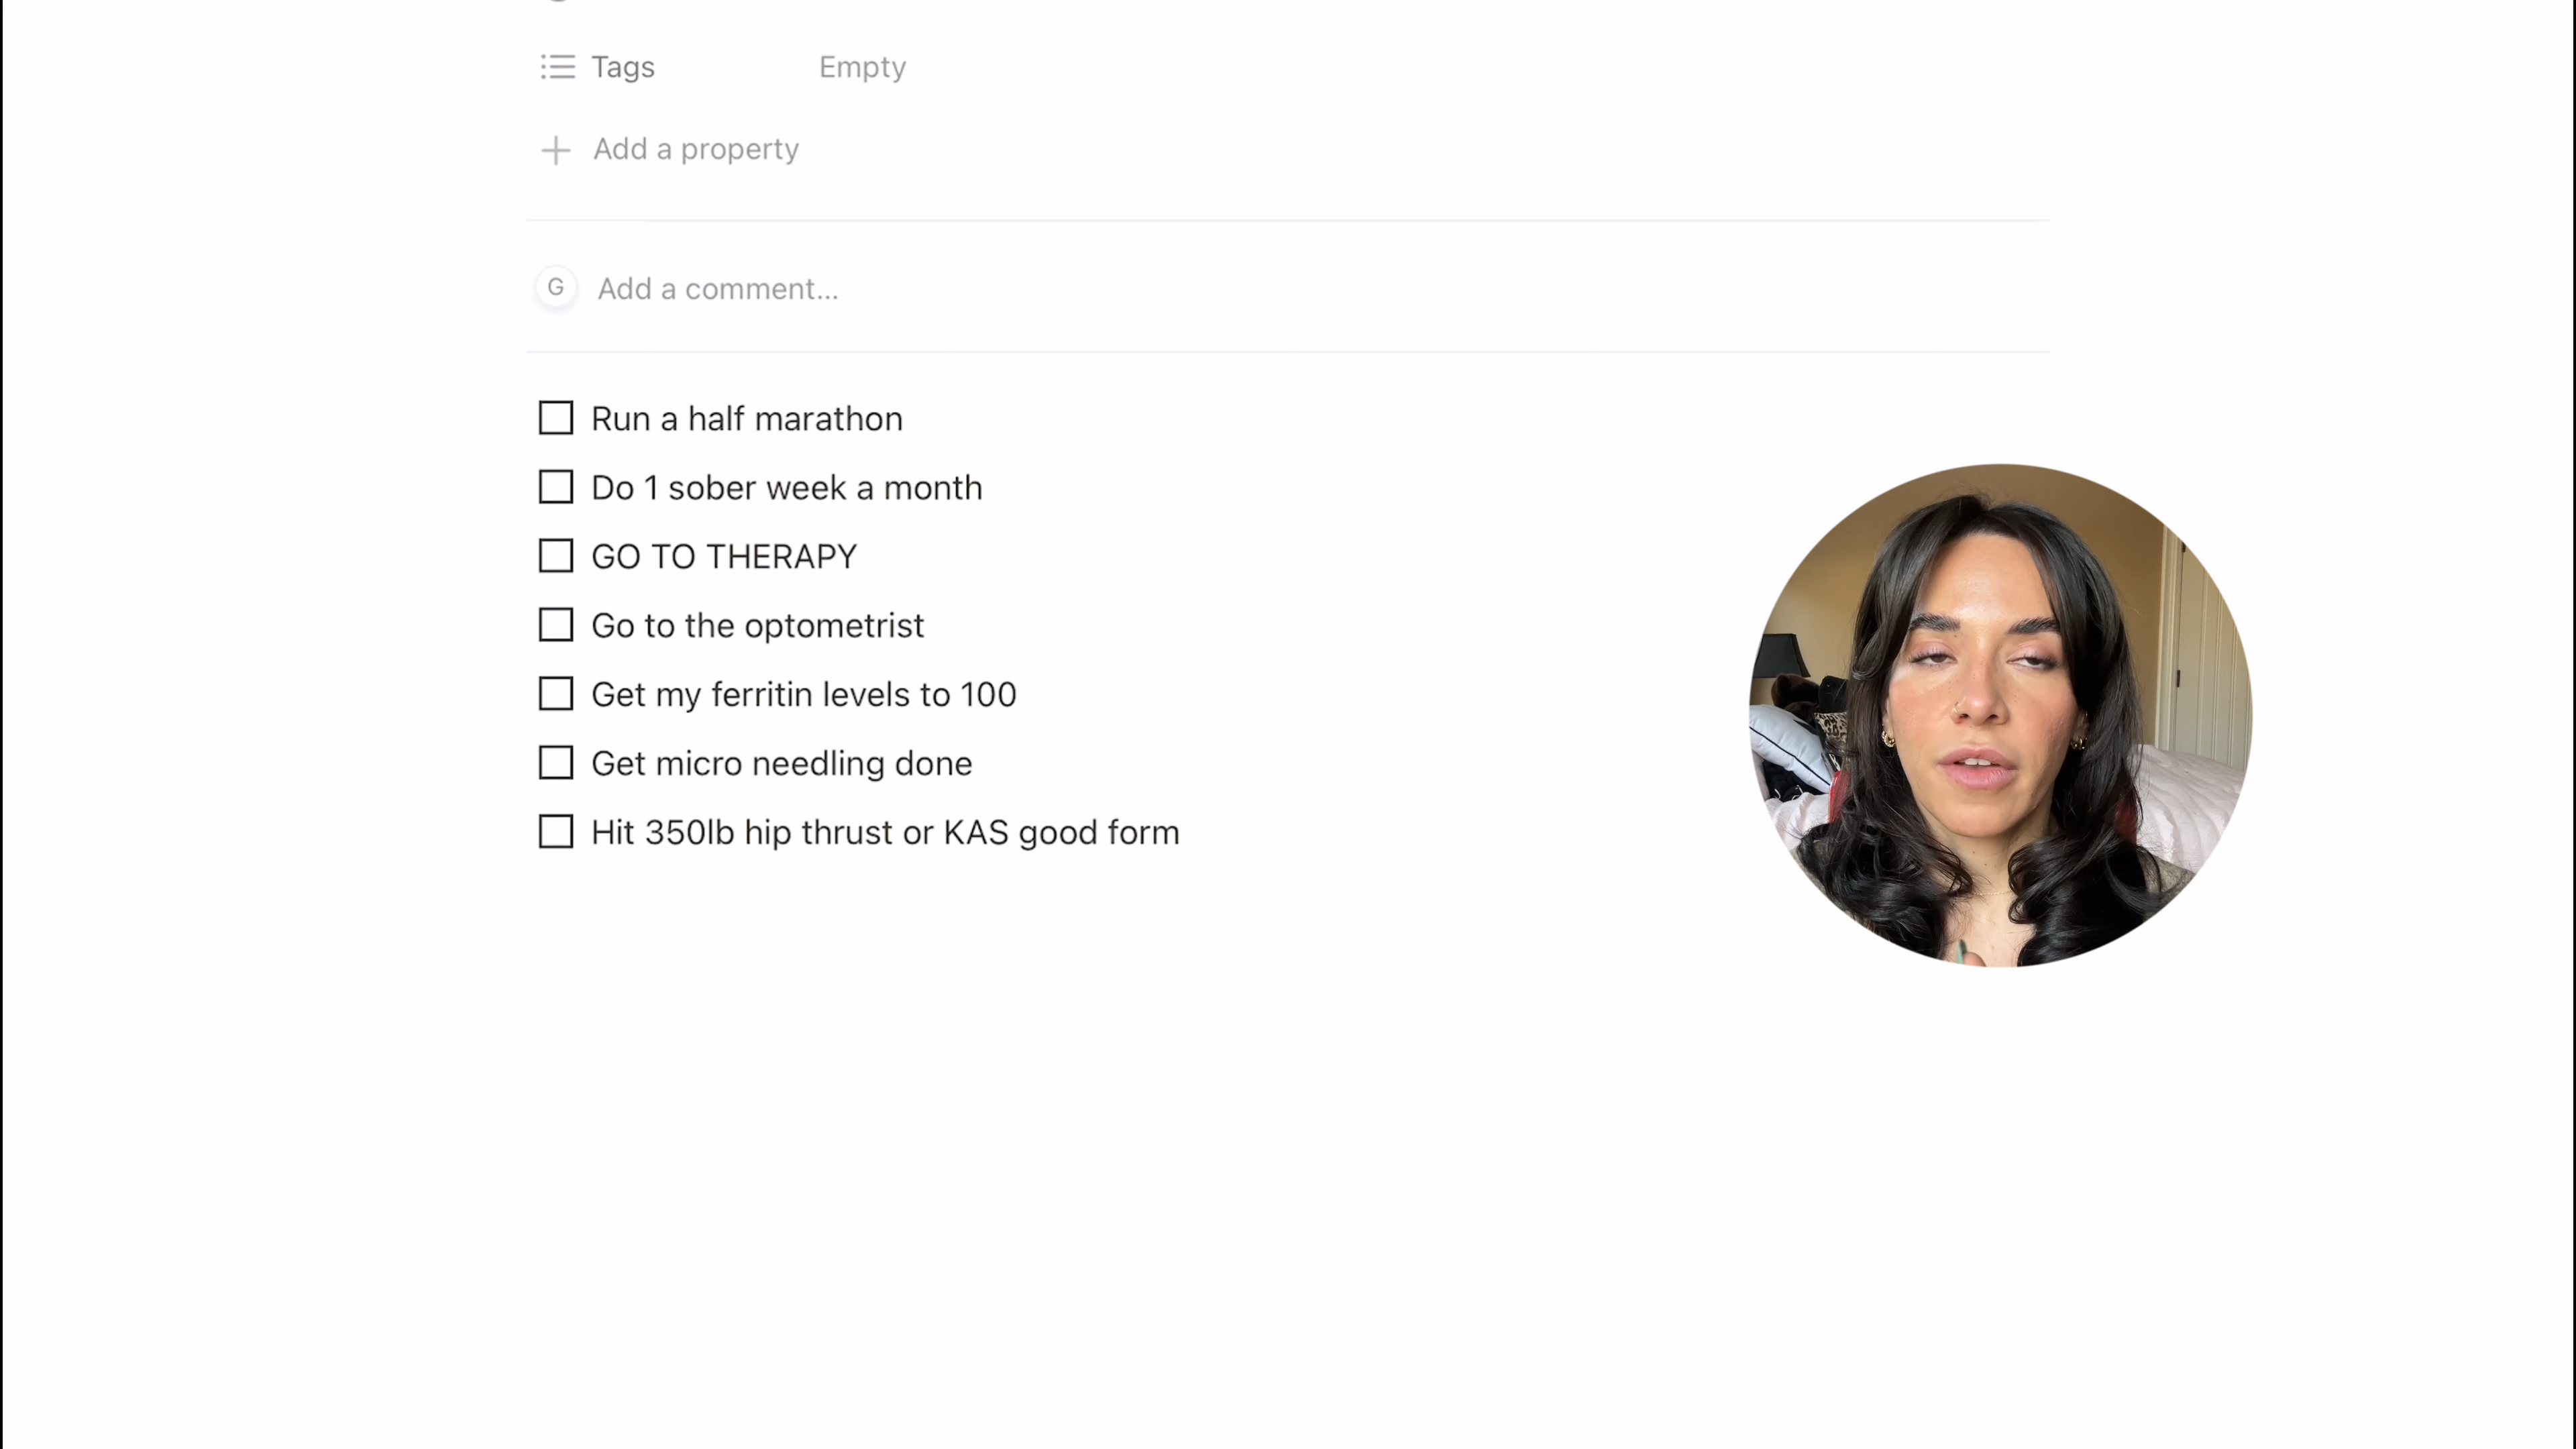 Tags Empty
Add a property
G Add a comment...
Run a half marathon
Do 1 sober week a month
GO TO THERAPY
Go to the optometrist
Get my ferritin levels to 100
Get micro needling done
Hit 350lb hip thrust or KAS good form